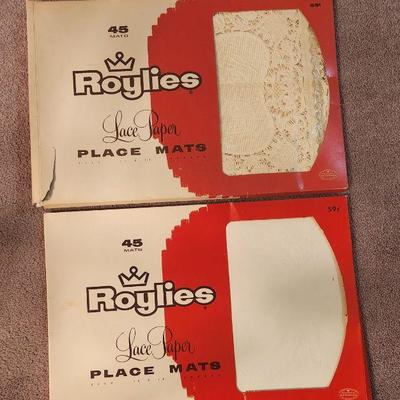 45
MATS
Roylies
Lace Paper
PLACE MATS
45
MATS
59¢
Roylies
Lace Paper
PLACE MATS